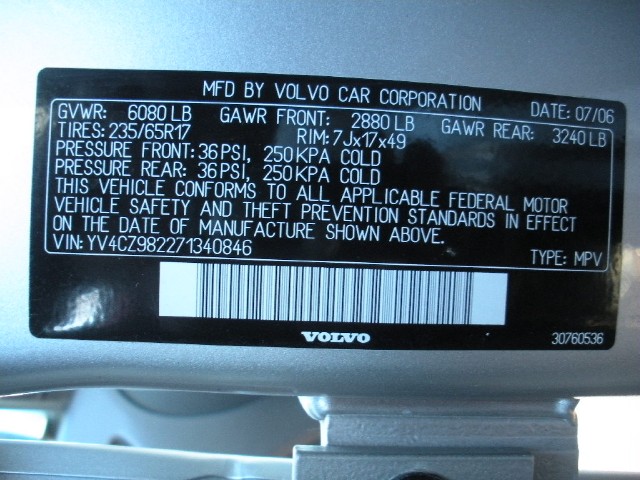 MFD BY VOLVO CAR CORPORATION DATE: 07/06
GVWR: 6080 LB GAWR FRONT: 2880 LB GAWR REAR: 3240 LB
TIRES: 235/65R17 RIM: 7Jx17x49
PRESSURE FRONT: 36 PSI, 250 KPA COLD
PRESSURE REAR: 36 PSI, 250 KPA COLD
THIS VEHICLE CONFORMS TO ALL APPLICABLE FEDERAL MOTOR
VEHICLE SAFETY AND THEFT PREVENTION STANDARDS IN EFFECT
ON THE DATE OF MANUFACTURE SHOWN ABOVE.
VIN: YV4CZ982271340846 TYPE: MPV
VOLVO 30760536